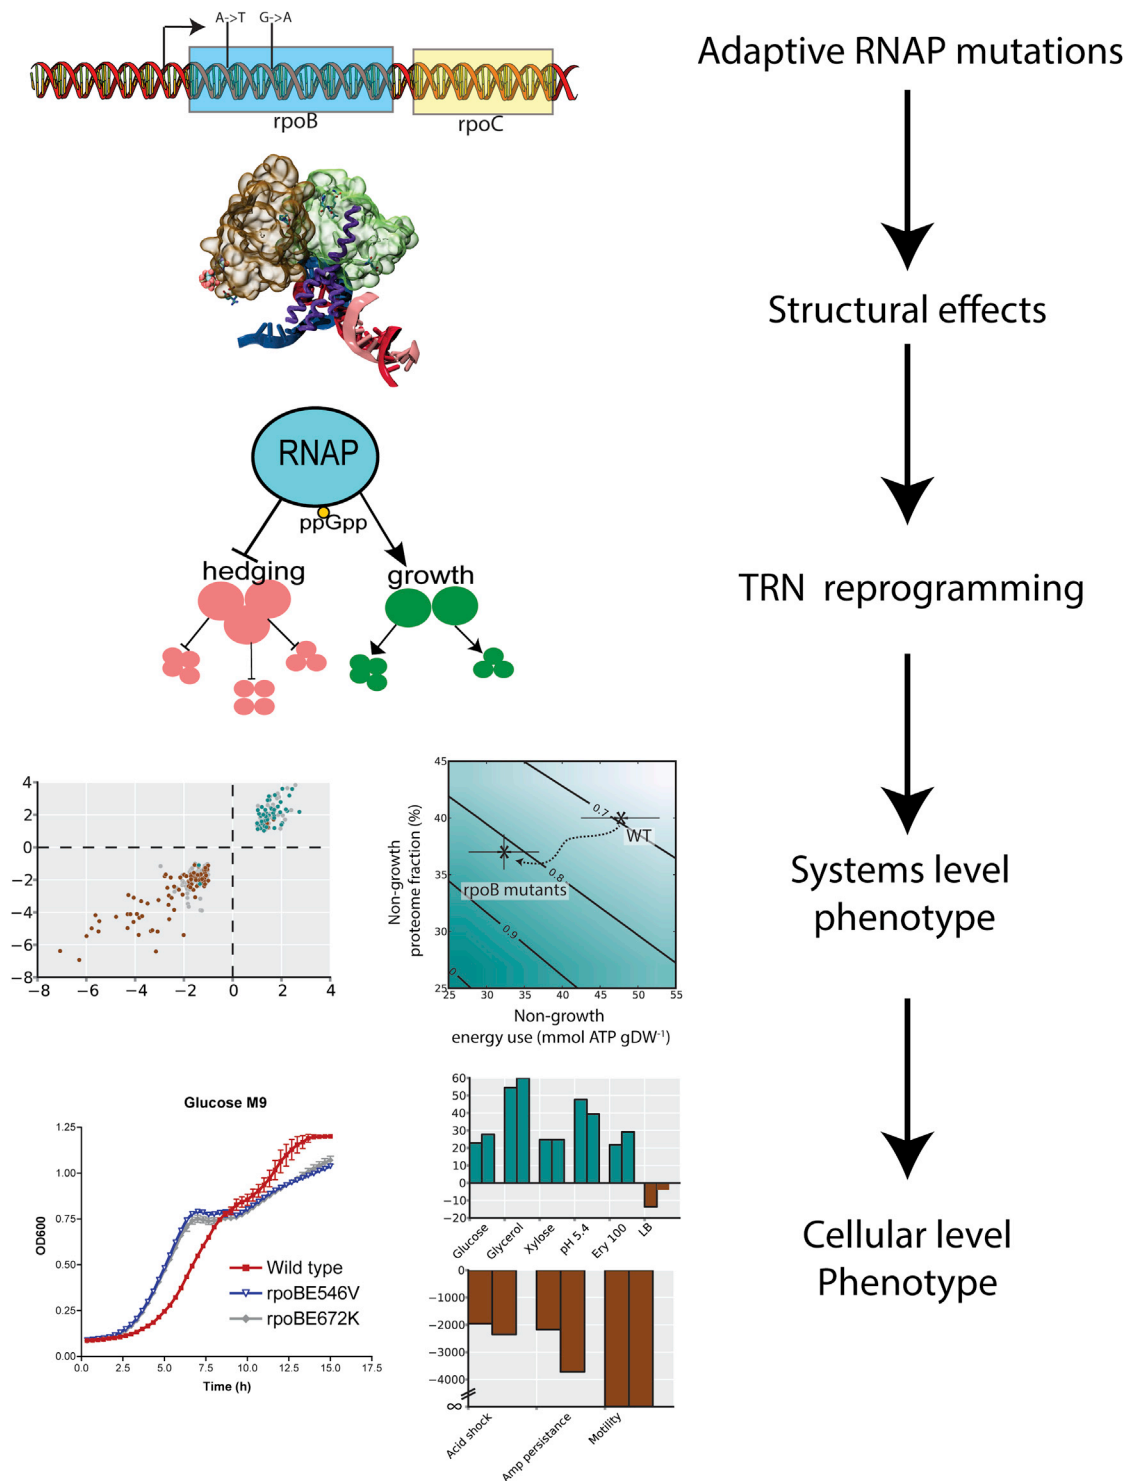 A->T G->A
Adaptive RNAP mutations
rpoB
rpoC
Structural effects
RNAP
ppGpp
hedging
growth
TRN reprogramming
4
2
0
−2
−4
−6
−8
−8 −6 −4 −2 0 2 4
45
40
35
30
25
25 30 35 40 45 50 55
Non-growth
proteome fraction (%)
0.7
WT
0.8
rpoB mutants
0.9
0
Non-growth
energy use (mmol ATP gDW⁻¹)
Systems level
phenotype
Glucose M9
1.25
1.00
0.75
0.50
0.25
0.00
OD600
0.0 2.5 5.0 7.5 10.0 12.5 15.0 17.5
Time (h)
Wild type
rpoBE546V
rpoBE672K
60
50
40
30
20
10
0
−10
−20
Glucose
Glycerol
Xylose
pH 5.4
Ery 100
LB
0
−1000
−2000
−3000
−4000
∞
Acid shock
Amp persistance
Motility
Cellular level
Phenotype